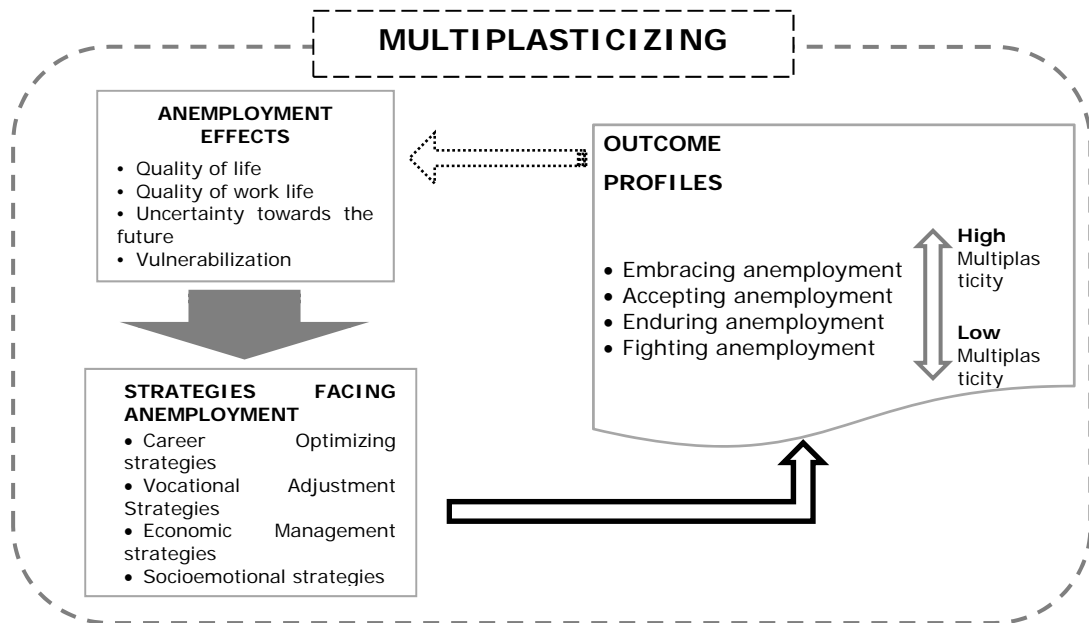 MULTIPLASTICIZING
ANEMPLOYMENT
EFFECTS
• Quality of life
• Quality of work life
• Uncertainty towards the
future
• Vulnerabilization
STRATEGIES FACING
ANEMPLOYMENT
• Career Optimizing
strategies
• Vocational Adjustment
Strategies
• Economic Management
strategies
• Socioemotional strategies
OUTCOME
PROFILES
• Embracing anemployment
• Accepting anemployment
• Enduring anemployment
• Fighting anemployment
High
Multiplas
ticity
Low
Multiplas
ticity